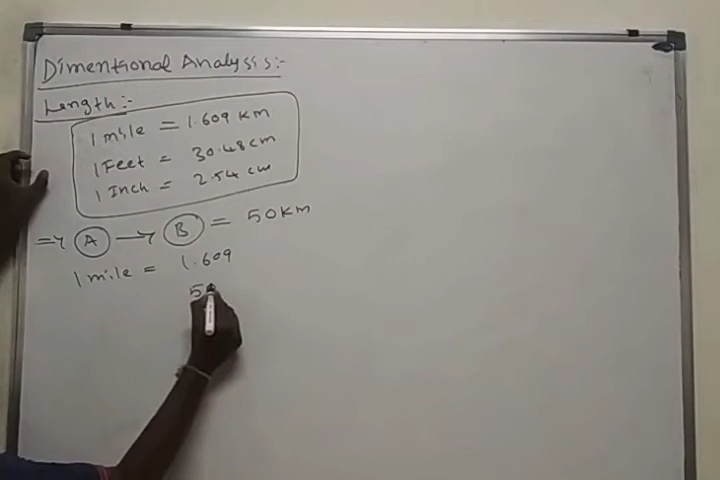 Dimentional Analysis:-
Length:-
1 mile = 1.609 KM
1 Feet = 30.48 cm
1 Inch = 2.54 cm
=> A → B = 50 KM
1 mile = 1.609
50